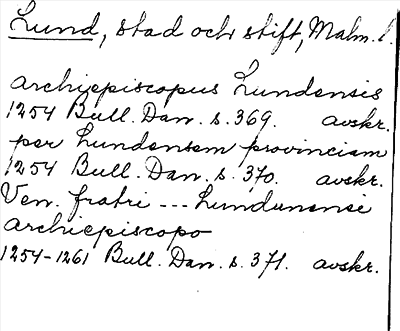 Lund, stad och stift, Malm. l.
archiepiscopus Lundensis
1254 Bull. Dan. s. 369. avskr.
per Lundensem provinciam
1254 Bull. Dan. s. 370. avskr.
Ven. fratri --- Lundunensi
archiepiscopo
1254-1261 Bull. Dan. s. 371. avskr.